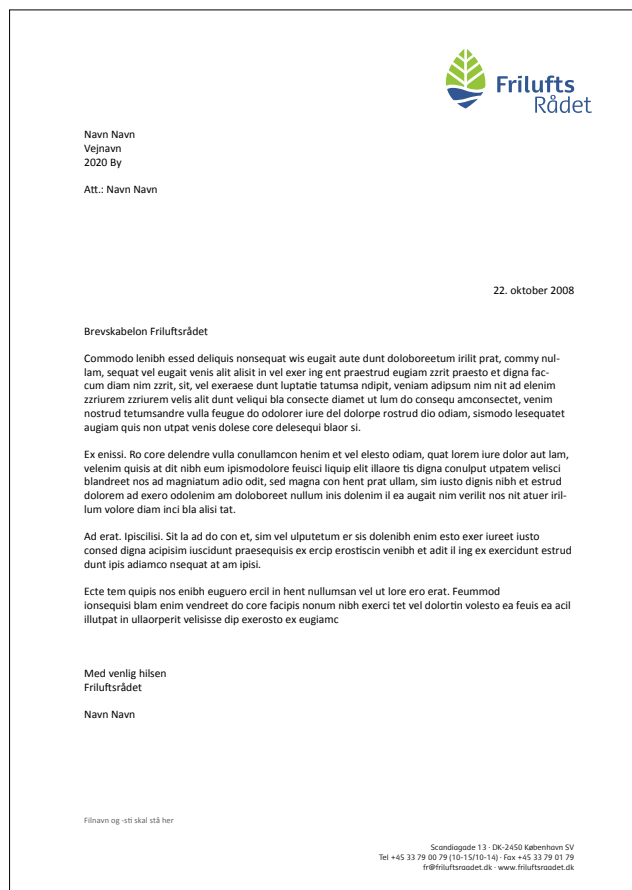 Frilufts
Rådet
Navn Navn
Vejnavn
2020 By
Att.: Navn Navn
22. oktober 2008
Brevskabelon Friluftsrådet
Commodo lenibh essed deliquis nonsequat wis eugait aute dunt doloboreetum irilit prat, commy nul-
lam, sequat vel eugait venis alit alisit in vel exer ing ent praestrud eugiam zzrit praesto et digna fac-
cum diam nim zzrit, sit, vel exeraese dunt luptatie tatumsa ndipit, veniam adipsum nim nit ad elenim
zzriurem zzriurem velis alit dunt veliqui bla consecte diametat ut lum do consequ amconsectet, venim
nostrud tetumsandre vulla feugue do odolorer iure del dolorpe rostrud dio odiam, sismodo lesequatet
augiam quis non utpat venis dolese core delesequi blaor si.
Ex enissi. Ro core delendre vulla conullamcon henim et vel elesto odiam, quat lorem iure dolor aut lam,
velenim quisis at dit nibh eum ipismodolore feuisci liquip elit illaore tis digna conulput utpatem velisci
blandreet nos ad magniatum adio odit, sed magna con hent prat ullam, sim iusto dignis nibh et estrud
dolorem ad exero odolenim am doloboreet nullum inis dolenim il ea augait nim verilit nos nit atuer iril-
lum volore diam inci bla alisi tat.
Ad erat. Ipiscilisi. Sit la ad do con et, sim vel ulputetum er sis dolenibh enim esto exer iureet iusto
consed digna acipisim iuscidunt praesequisis ex ercip erostiscin venibh et adit il ing ex exercidunt estrud
dunt ipis adiamco nsequat at am ipisi.
Ecte tem quipis nos enibh euguero ercil in hent nullumsan vel ut lore ero erat. Feummod
ionsequisi blam enim vendreet do core facipis nonum nibh exerci tet vel dolortin volesto ea feuis ea acil
illutpat in ullaorperit velisisse dip exerosto ex eugiamc
Med venlig hilsen
Friluftsrådet
Navn Navn
Filnavn og -sti skal stå her
Scandiagade 13 · DK-2450 København SV
Tel +45 33 79 00 79 (10-15/10-14) · Fax +45 33 79 01 79
fr@friluftsraadet.dk · www.friluftsraadet.dk